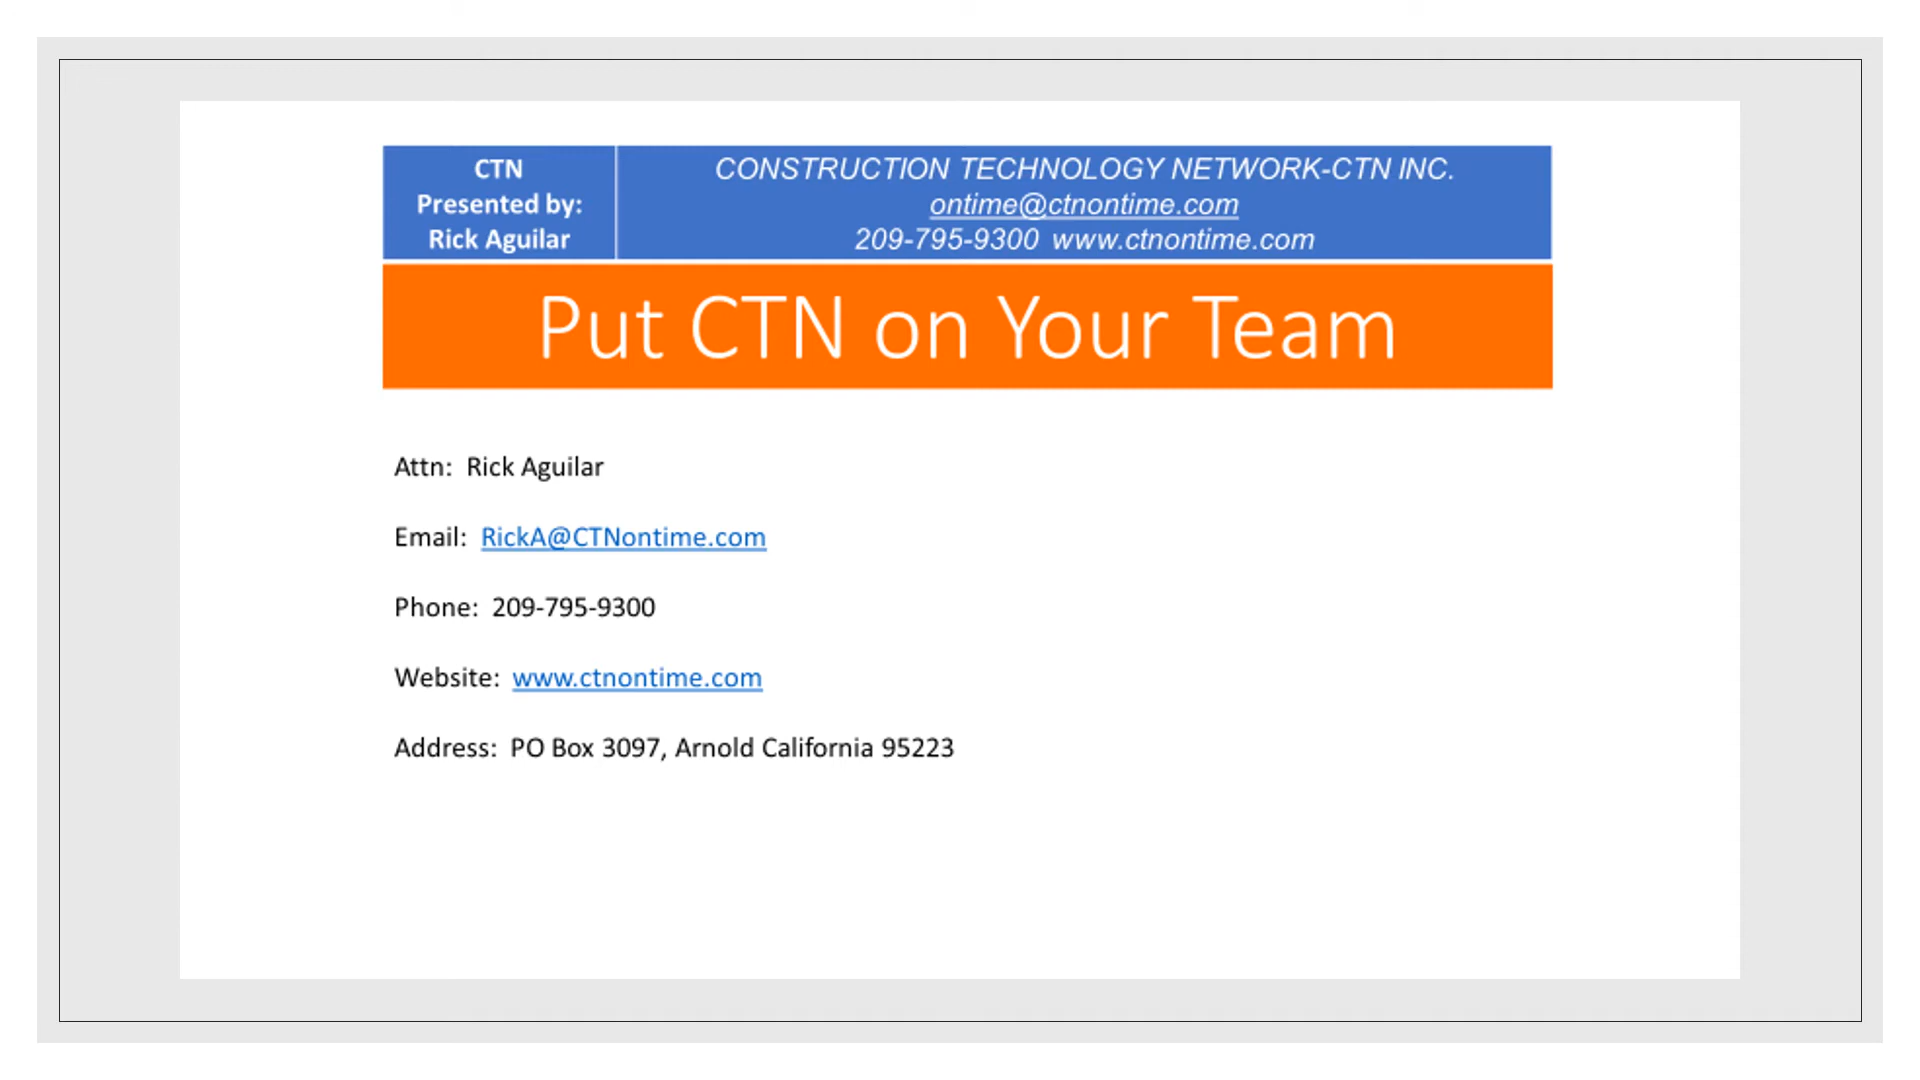 CTN
Presented by:
Rick Aguilar
CONSTRUCTION TECHNOLOGY NETWORK-CTN INC.
ontime@ctnontime.com
209-795-9300 www.ctnontime.com
Put CTN on Your Team
Attn: Rick Aguilar
Email: RickA@CTNontime.com
Phone: 209-795-9300
Website: www.ctnontime.com
Address: PO Box 3097, Arnold California 95223